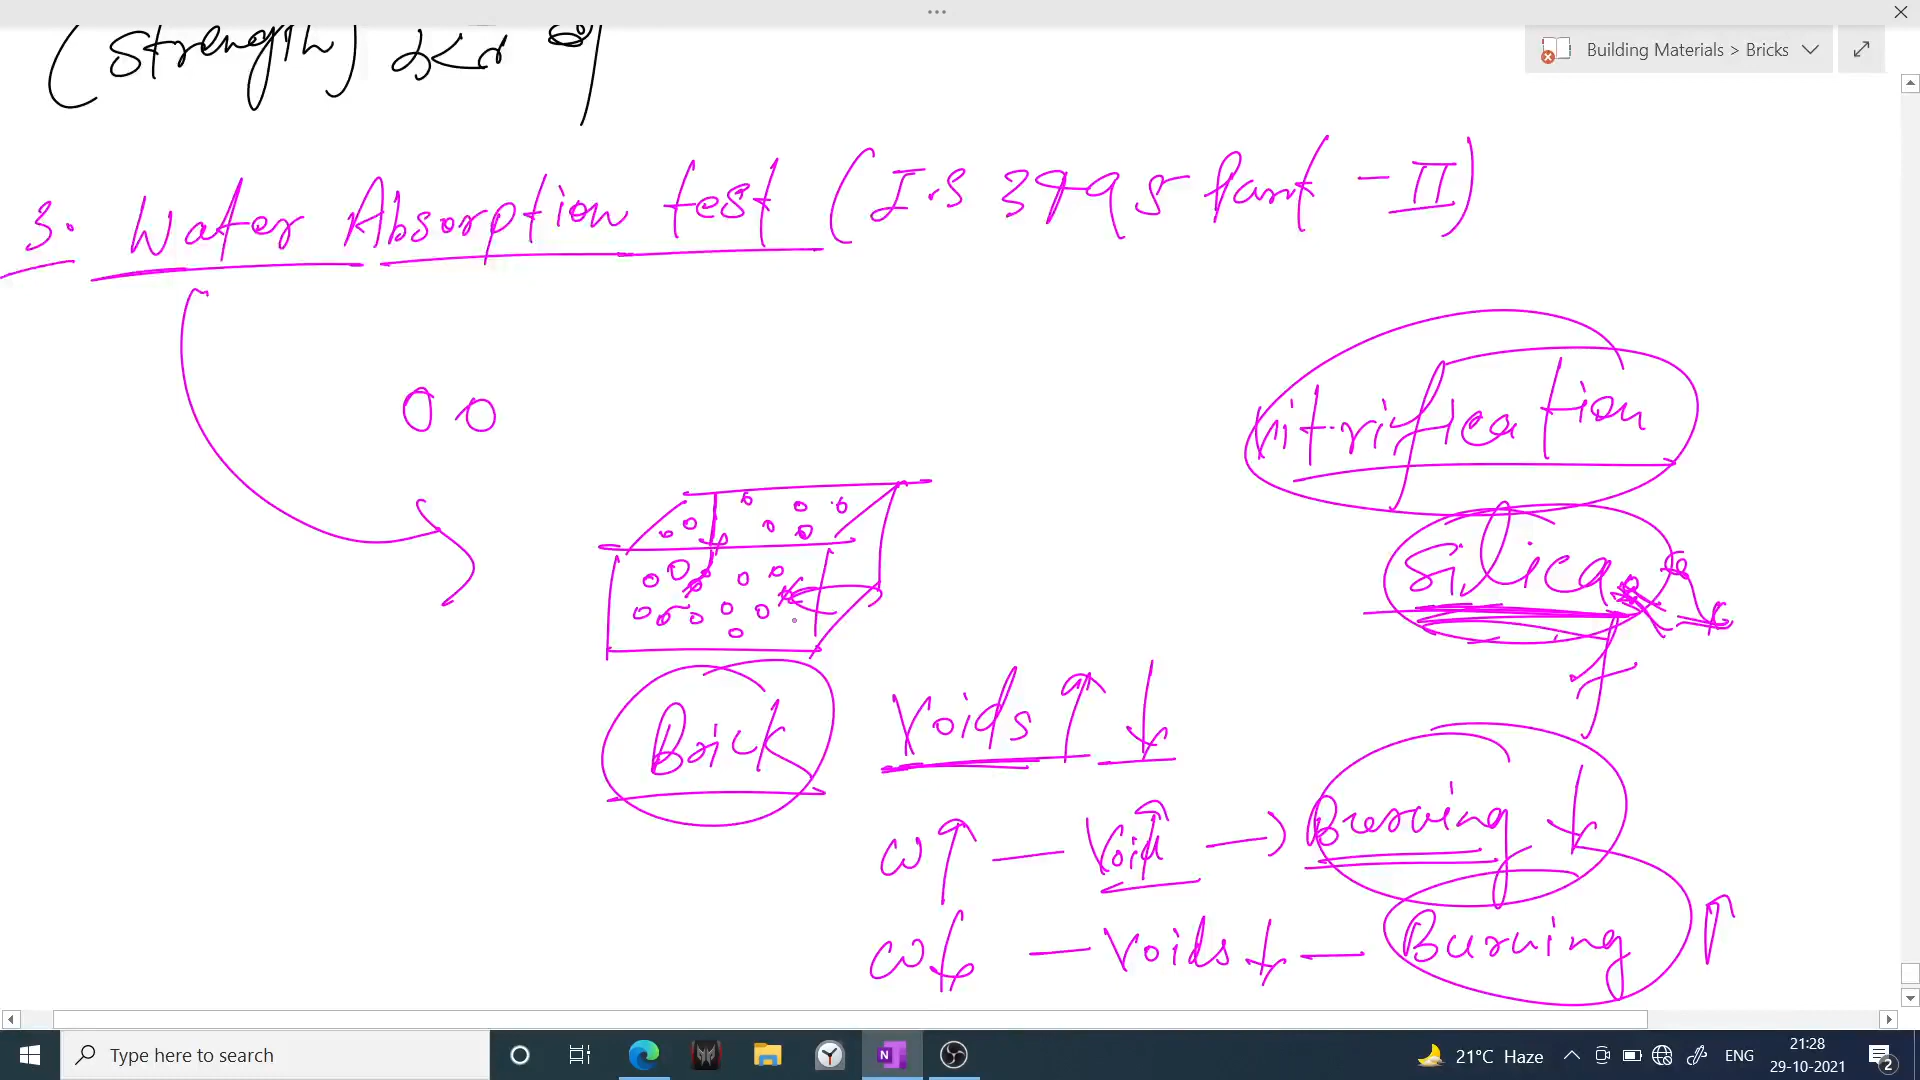 (Strength)
Building Materials > Bricks
3. Water Absorption test (I.S 3495 Part - II)
Vitrification
Silica
Brick
Voids ↑ ↓
ω↑ — Void↑ → Burning ↓
ω↓ — Voids ↓ — Burning ↑
Type here to search
21°C Haze
ENG
21:28
29-10-2021
2